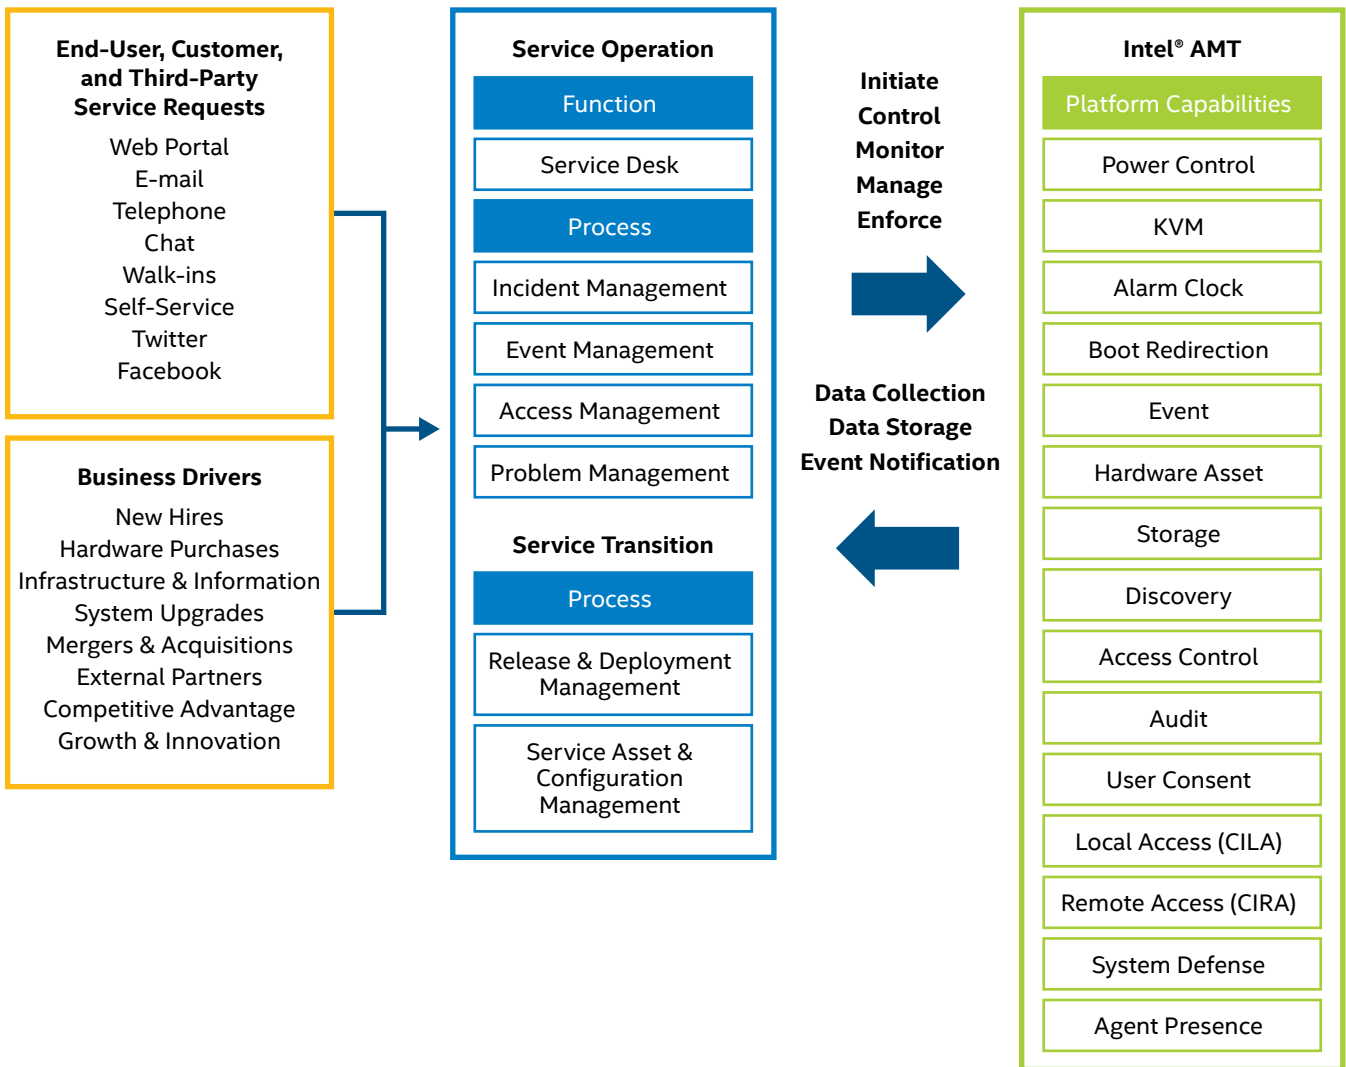 End-User, Customer,
and Third-Party
Service Requests
Web Portal
E-mail
Telephone
Chat
Walk-ins
Self-Service
Twitter
Facebook
Business Drivers
New Hires
Hardware Purchases
Infrastructure & Information
System Upgrades
Mergers & Acquisitions
External Partners
Competitive Advantage
Growth & Innovation
Service Operation
Function
Service Desk
Process
Incident Management
Event Management
Access Management
Problem Management
Service Transition
Process
Release & Deployment
Management
Service Asset &
Configuration
Management
Initiate
Control
Monitor
Manage
Enforce
Data Collection
Data Storage
Event Notification
Intel® AMT
Platform Capabilities
Power Control
KVM
Alarm Clock
Boot Redirection
Event
Hardware Asset
Storage
Discovery
Access Control
Audit
User Consent
Local Access (CILA)
Remote Access (CIRA)
System Defense
Agent Presence